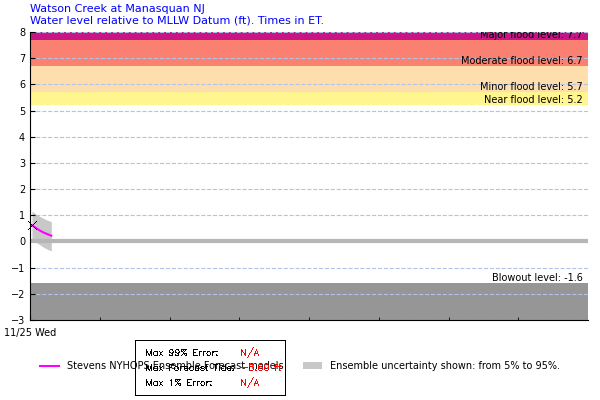 Watson Creek at Manasquan NJ
Water level relative to MLLW Datum (ft). Times in ET.
8
Major flood level: 7.7
7
Moderate flood level: 6.7
6
Minor flood level: 5.7
Near flood level: 5.2
5
4
3
2
1
0
−1
Blowout level: -1.6
−2
−3
11/25 Wed
Max 99% Error: N/A
Stevens NYHOPS Ensemble Forecast models
Ensemble uncertainty shown: from 5% to 95%.
Max Forecast Tide: ft
Max 1% Error: N/A